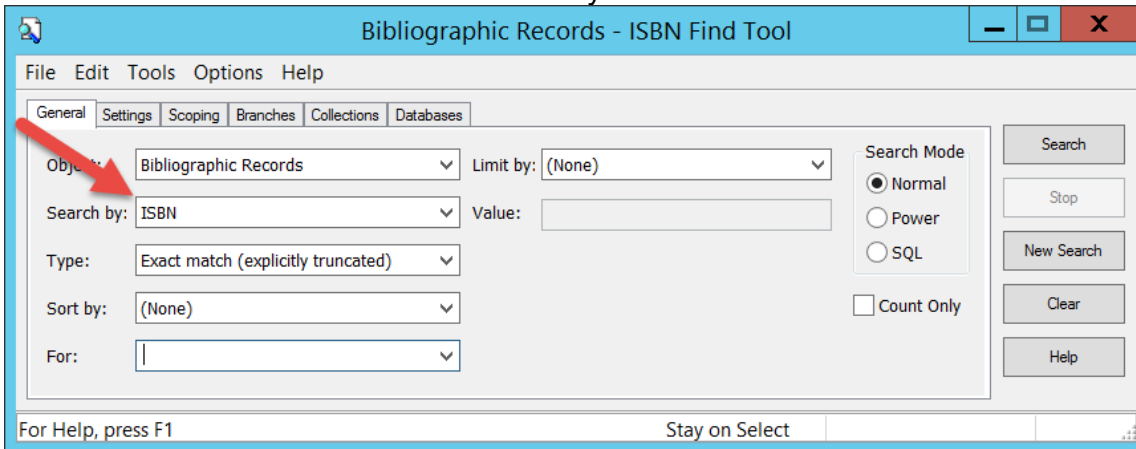 Bibliographic Records - ISBN Find Tool
File Edit Tools Options Help
General Settings Scoping Branches Collections Databases
Object: Bibliographic Records Limit by: (None) Search Mode Search
Normal
Search by: ISBN Value: Power Stop
Type: Exact match (explicitly truncated) SQL New Search
Sort by: (None) Count Only Clear
For: Help
For Help, press F1 Stay on Select